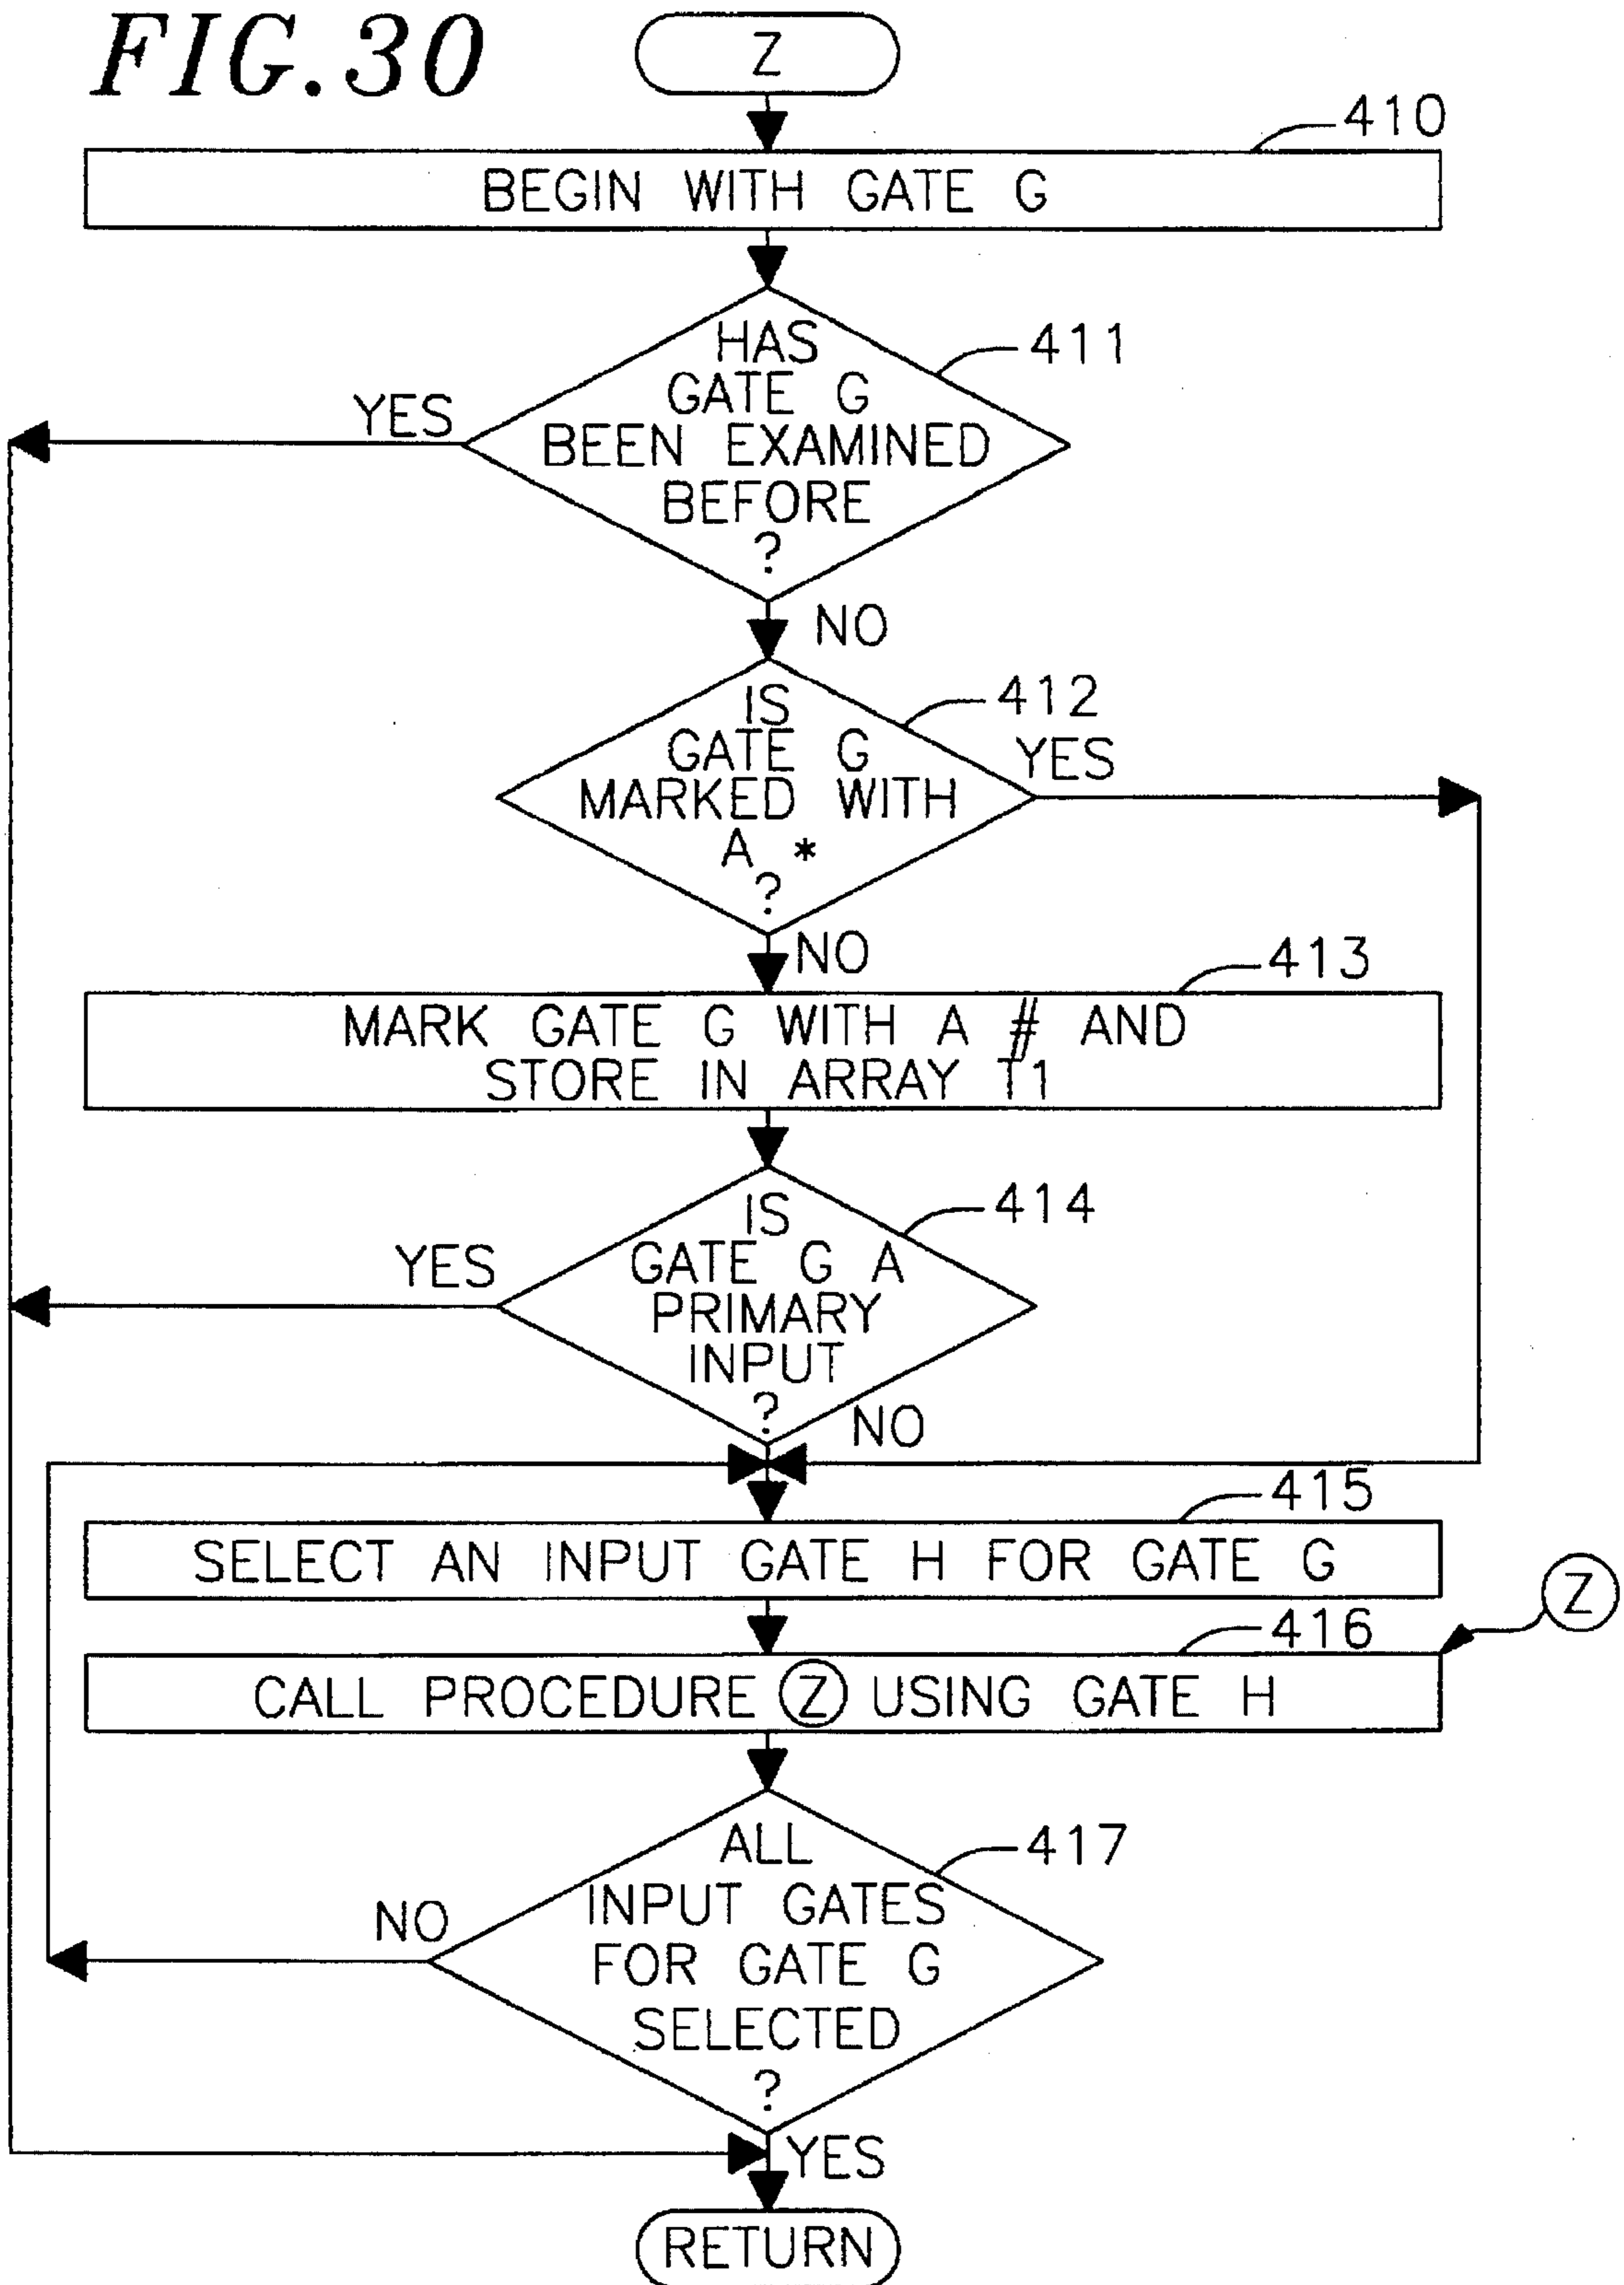 FIG.30
Z
410
BEGIN WITH GATE G
411
HAS
GATE G
BEEN EXAMINED
BEFORE
?
YES
NO
412
IS
GATE G
MARKED WITH
A *
?
YES
NO
413
MARK GATE G WITH A # AND
STORE IN ARRAY T1
414
IS
GATE G A
PRIMARY
INPUT
?
YES
NO
415
SELECT AN INPUT GATE H FOR GATE G
Z
416
CALL PROCEDURE Z USING GATE H
417
ALL
INPUT GATES
FOR GATE G
SELECTED
?
NO
YES
RETURN